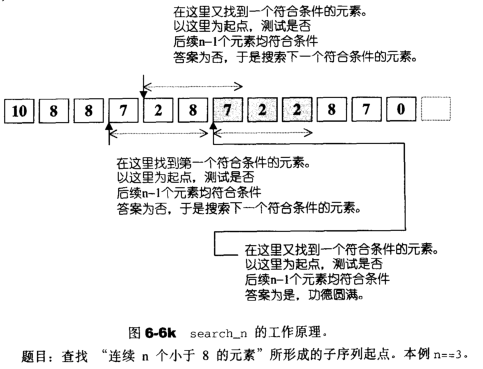 在这里又找到一个符合条件的元素。
以这里为起点，测试是否
后续n-1个元素均符合条件
答案为否，于是搜索下一个符合条件的元素。
10 8 8 7 2 8 7 2 2 8 7 0
在这里找到第一个符合条件的元素。
以这里为起点，测试是否
后续n-1个元素均符合条件
答案为否，于是搜索下一个符合条件的元素。
在这里又找到一个符合条件的元素。
以这里为起点，测试是否
后续n-1个元素均符合条件
答案为是，功德圆满。
图 6-6k search_n 的工作原理。
题目：查找 “连续 n 个小于 8 的元素”所形成的子序列起点。本例 n==3。